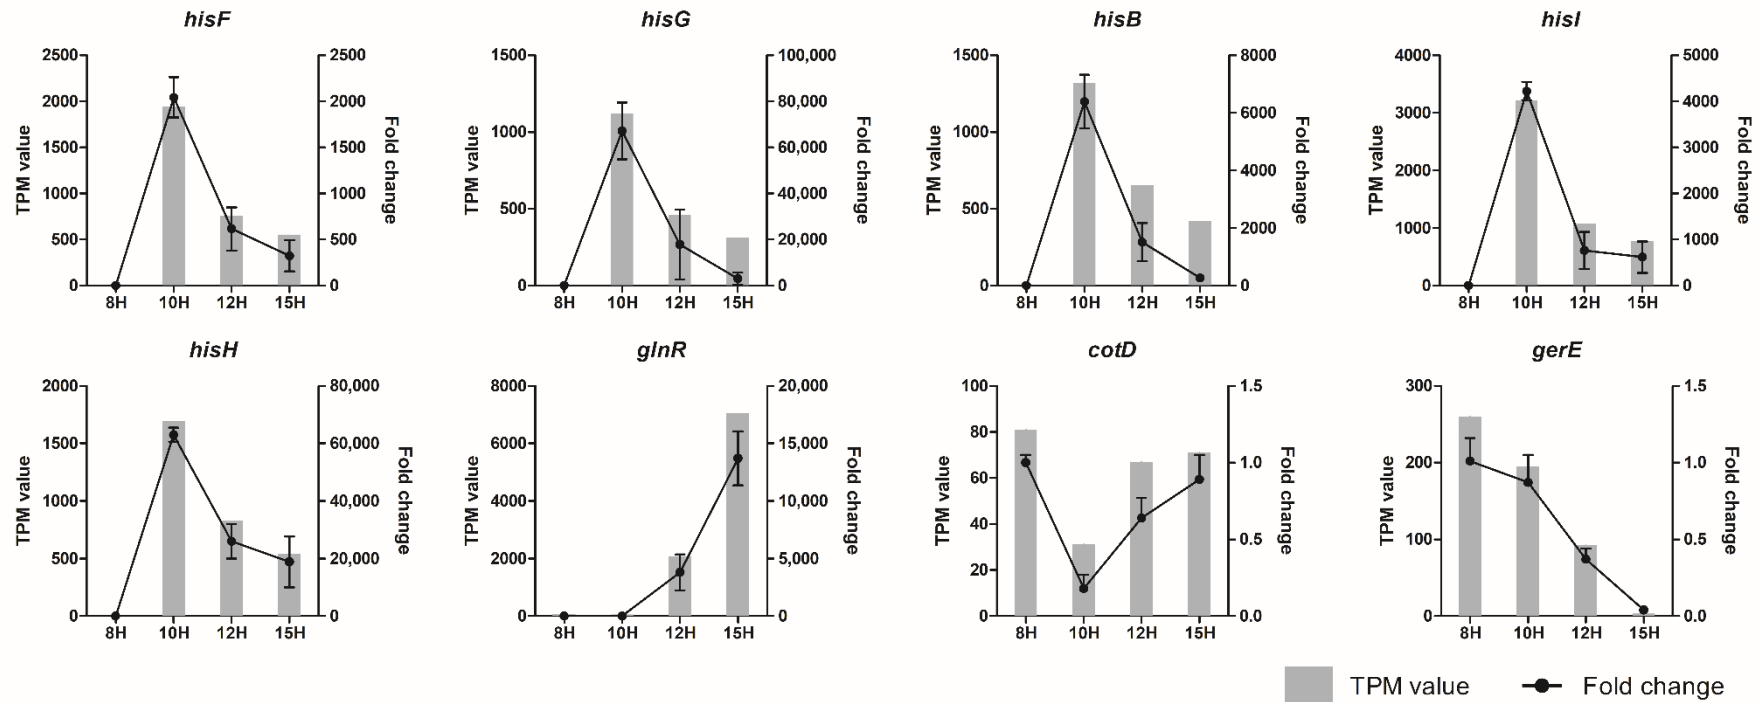 hisF
2500
2000
1500
1000
500
0
TPM value
2500
2000
1500
1000
500
0
Fold change
8H 10H 12H 15H
hisG
1500
1000
500
0
TPM value
100,000
80,000
60,000
40,000
20,000
0
Fold change
8H 10H 12H 15H
hisB
1500
1000
500
0
TPM value
8000
6000
4000
2000
0
Fold change
8H 10H 12H 15H
hisI
4000
3000
2000
1000
0
TPM value
5000
4000
3000
2000
1000
0
Fold change
8H 10H 12H 15H
hisH
2000
1500
1000
500
0
TPM value
80,000
60,000
40,000
20,000
0
Fold change
8H 10H 12H 15H
glnR
8000
6000
4000
2000
0
TPM value
20,000
15,000
10,000
5,000
0
Fold change
8H 10H 12H 15H
cotD
100
80
60
40
20
0
TPM value
1.5
1.0
0.5
0.0
Fold change
8H 10H 12H 15H
gerE
300
200
100
0
TPM value
1.5
1.0
0.5
0.0
Fold change
8H 10H 12H 15H
TPM value Fold change